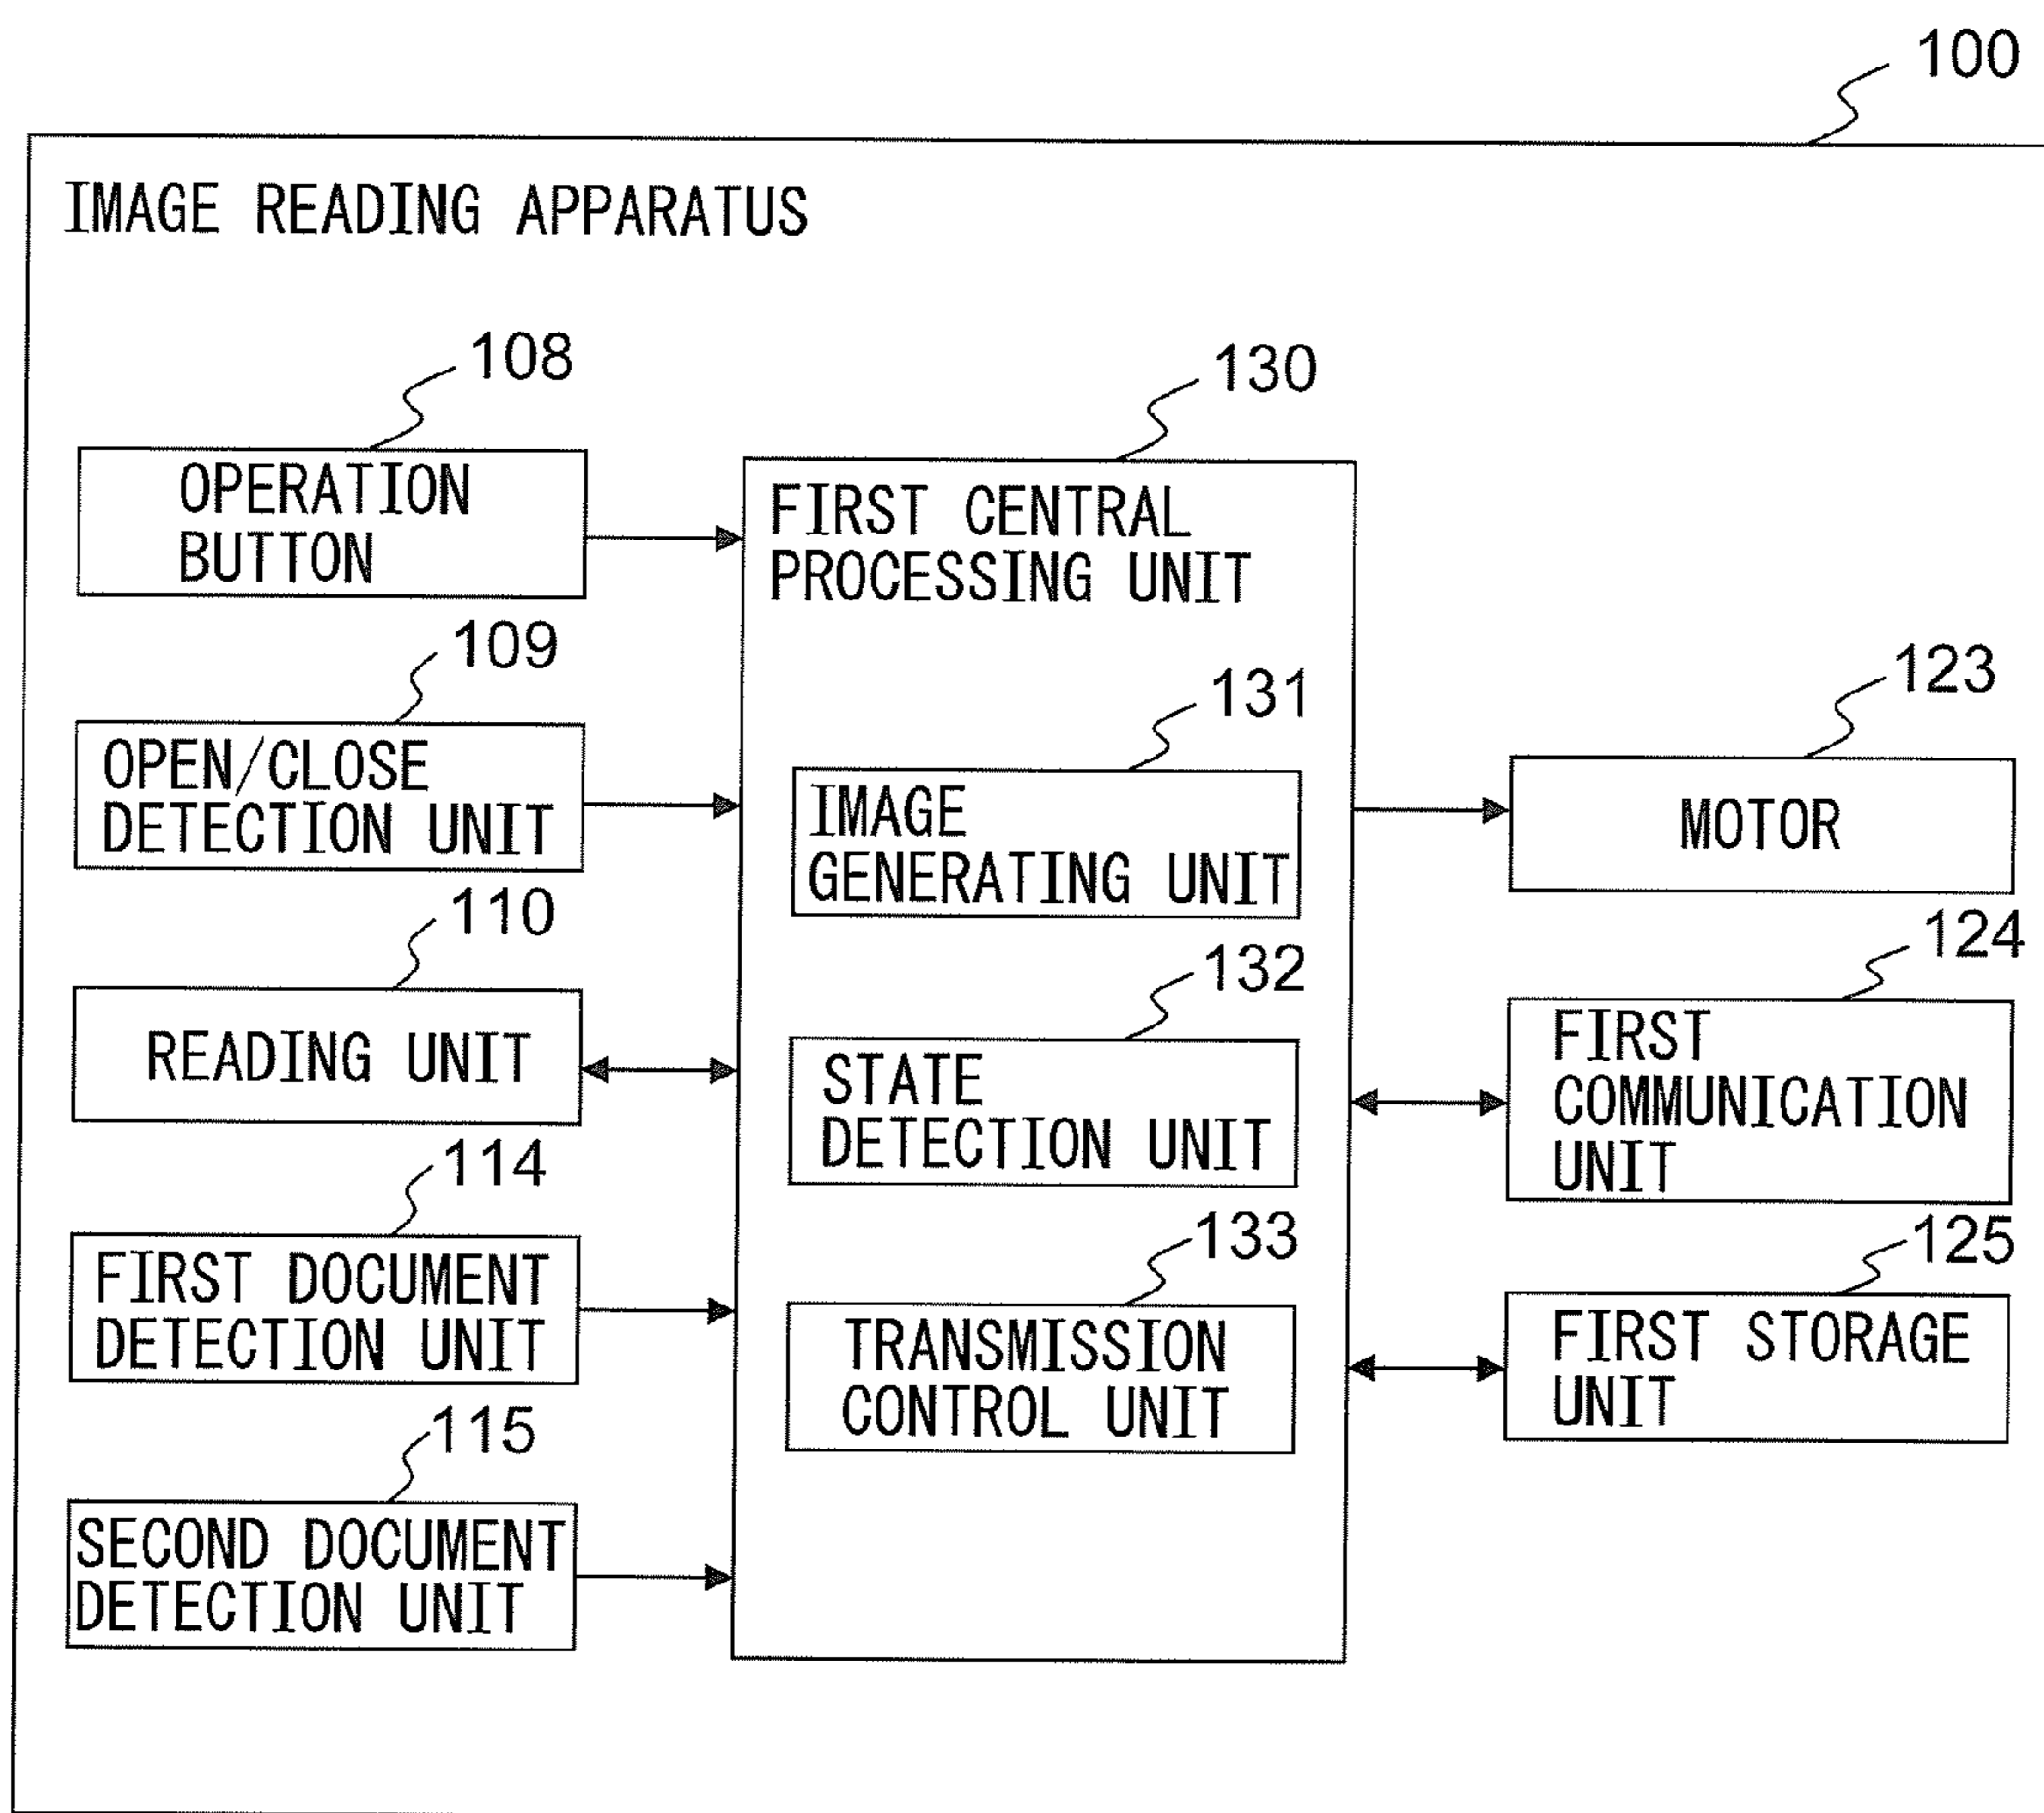 100
IMAGE READING APPARATUS
108
OPERATION
BUTTON
109
OPEN/CLOSE
DETECTION UNIT
110
READING UNIT
114
FIRST DOCUMENT
DETECTION UNIT
115
SECOND DOCUMENT
DETECTION UNIT
130
FIRST CENTRAL
PROCESSING UNIT
131
IMAGE
GENERATING UNIT
132
STATE
DETECTION UNIT
133
TRANSMISSION
CONTROL UNIT
123
MOTOR
124
FIRST
COMMUNICATION
UNIT
125
FIRST STORAGE
UNIT